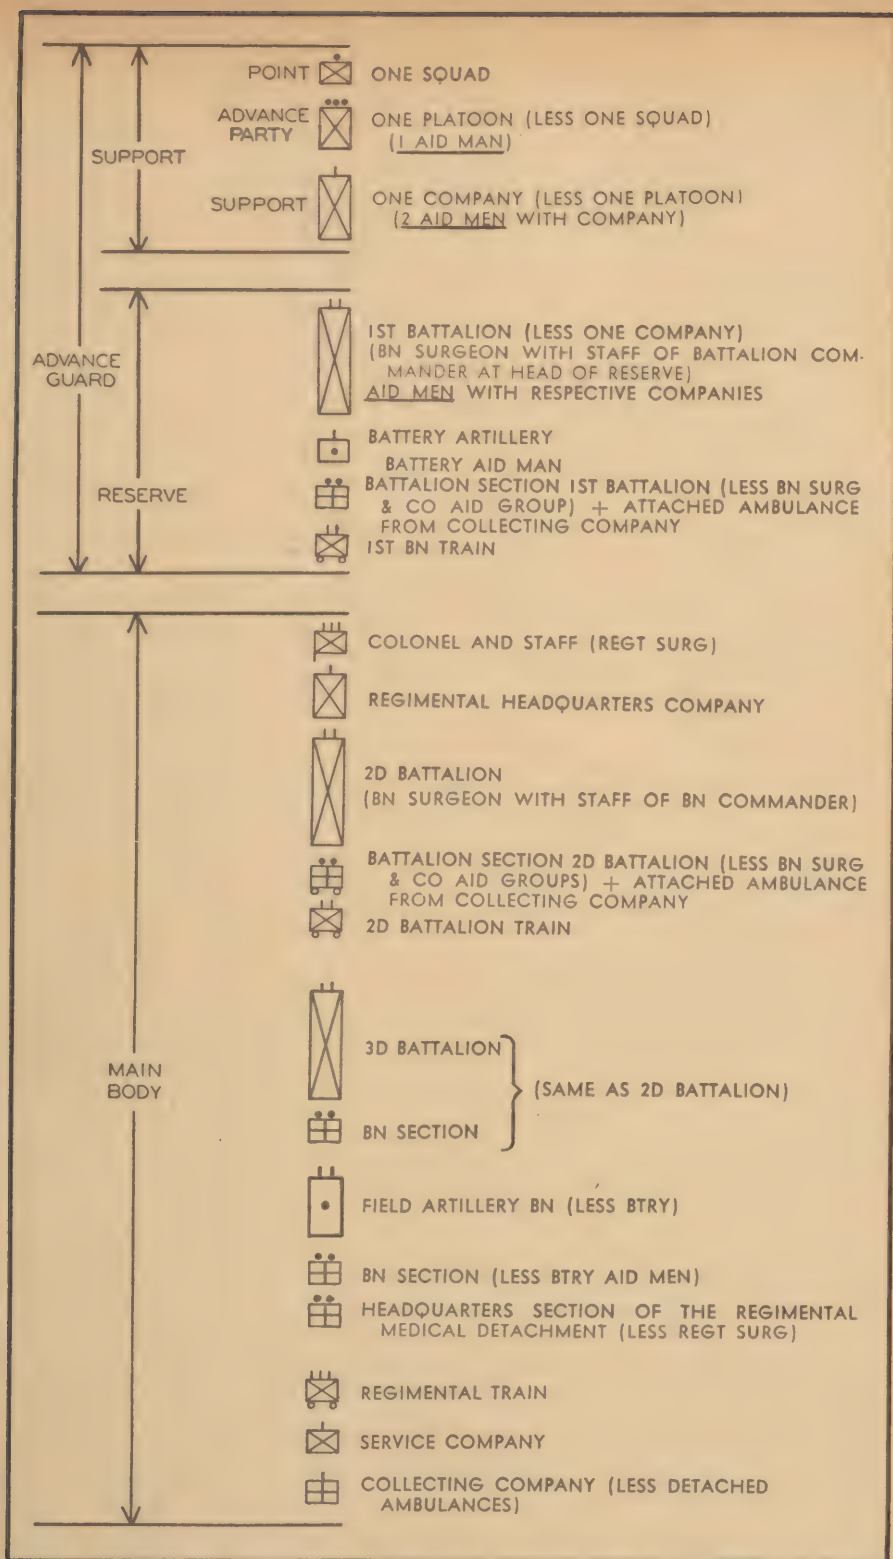 POINT ONE SQUAD
ADVANCE PARTY ONE PLATOON (LESS ONE SQUAD)
(1 AID MAN)
SUPPORT
SUPPORT ONE COMPANY (LESS ONE PLATOON)
(2 AID MEN WITH COMPANY)
ADVANCE
GUARD
1ST BATTALION (LESS ONE COMPANY)
(BN SURGEON WITH STAFF OF BATTALION COM-
MANDER AT HEAD OF RESERVE)
AID MEN WITH RESPECTIVE COMPANIES
BATTERY ARTILLERY
BATTERY AID MAN
RESERVE
BATTALION SECTION 1ST BATTALION (LESS BN SURG
& CO AID GROUP) + ATTACHED AMBULANCE
FROM COLLECTING COMPANY
1ST BN TRAIN
COLONEL AND STAFF (REGT SURG)
REGIMENTAL HEADQUARTERS COMPANY
2D BATTALION
(BN SURGEON WITH STAFF OF BN COMMANDER)
BATTALION SECTION 2D BATTALION (LESS BN SURG
& CO AID GROUPS) + ATTACHED AMBULANCE
FROM COLLECTING COMPANY
2D BATTALION TRAIN
MAIN
BODY
3D BATTALION
(SAME AS 2D BATTALION)
BN SECTION
FIELD ARTILLERY BN (LESS BTRY)
BN SECTION (LESS BTRY AID MEN)
HEADQUARTERS SECTION OF THE REGIMENTAL
MEDICAL DETACHMENT (LESS REGT SURG)
REGIMENTAL TRAIN
SERVICE COMPANY
COLLECTING COMPANY (LESS DETACHED
AMBULANCES)